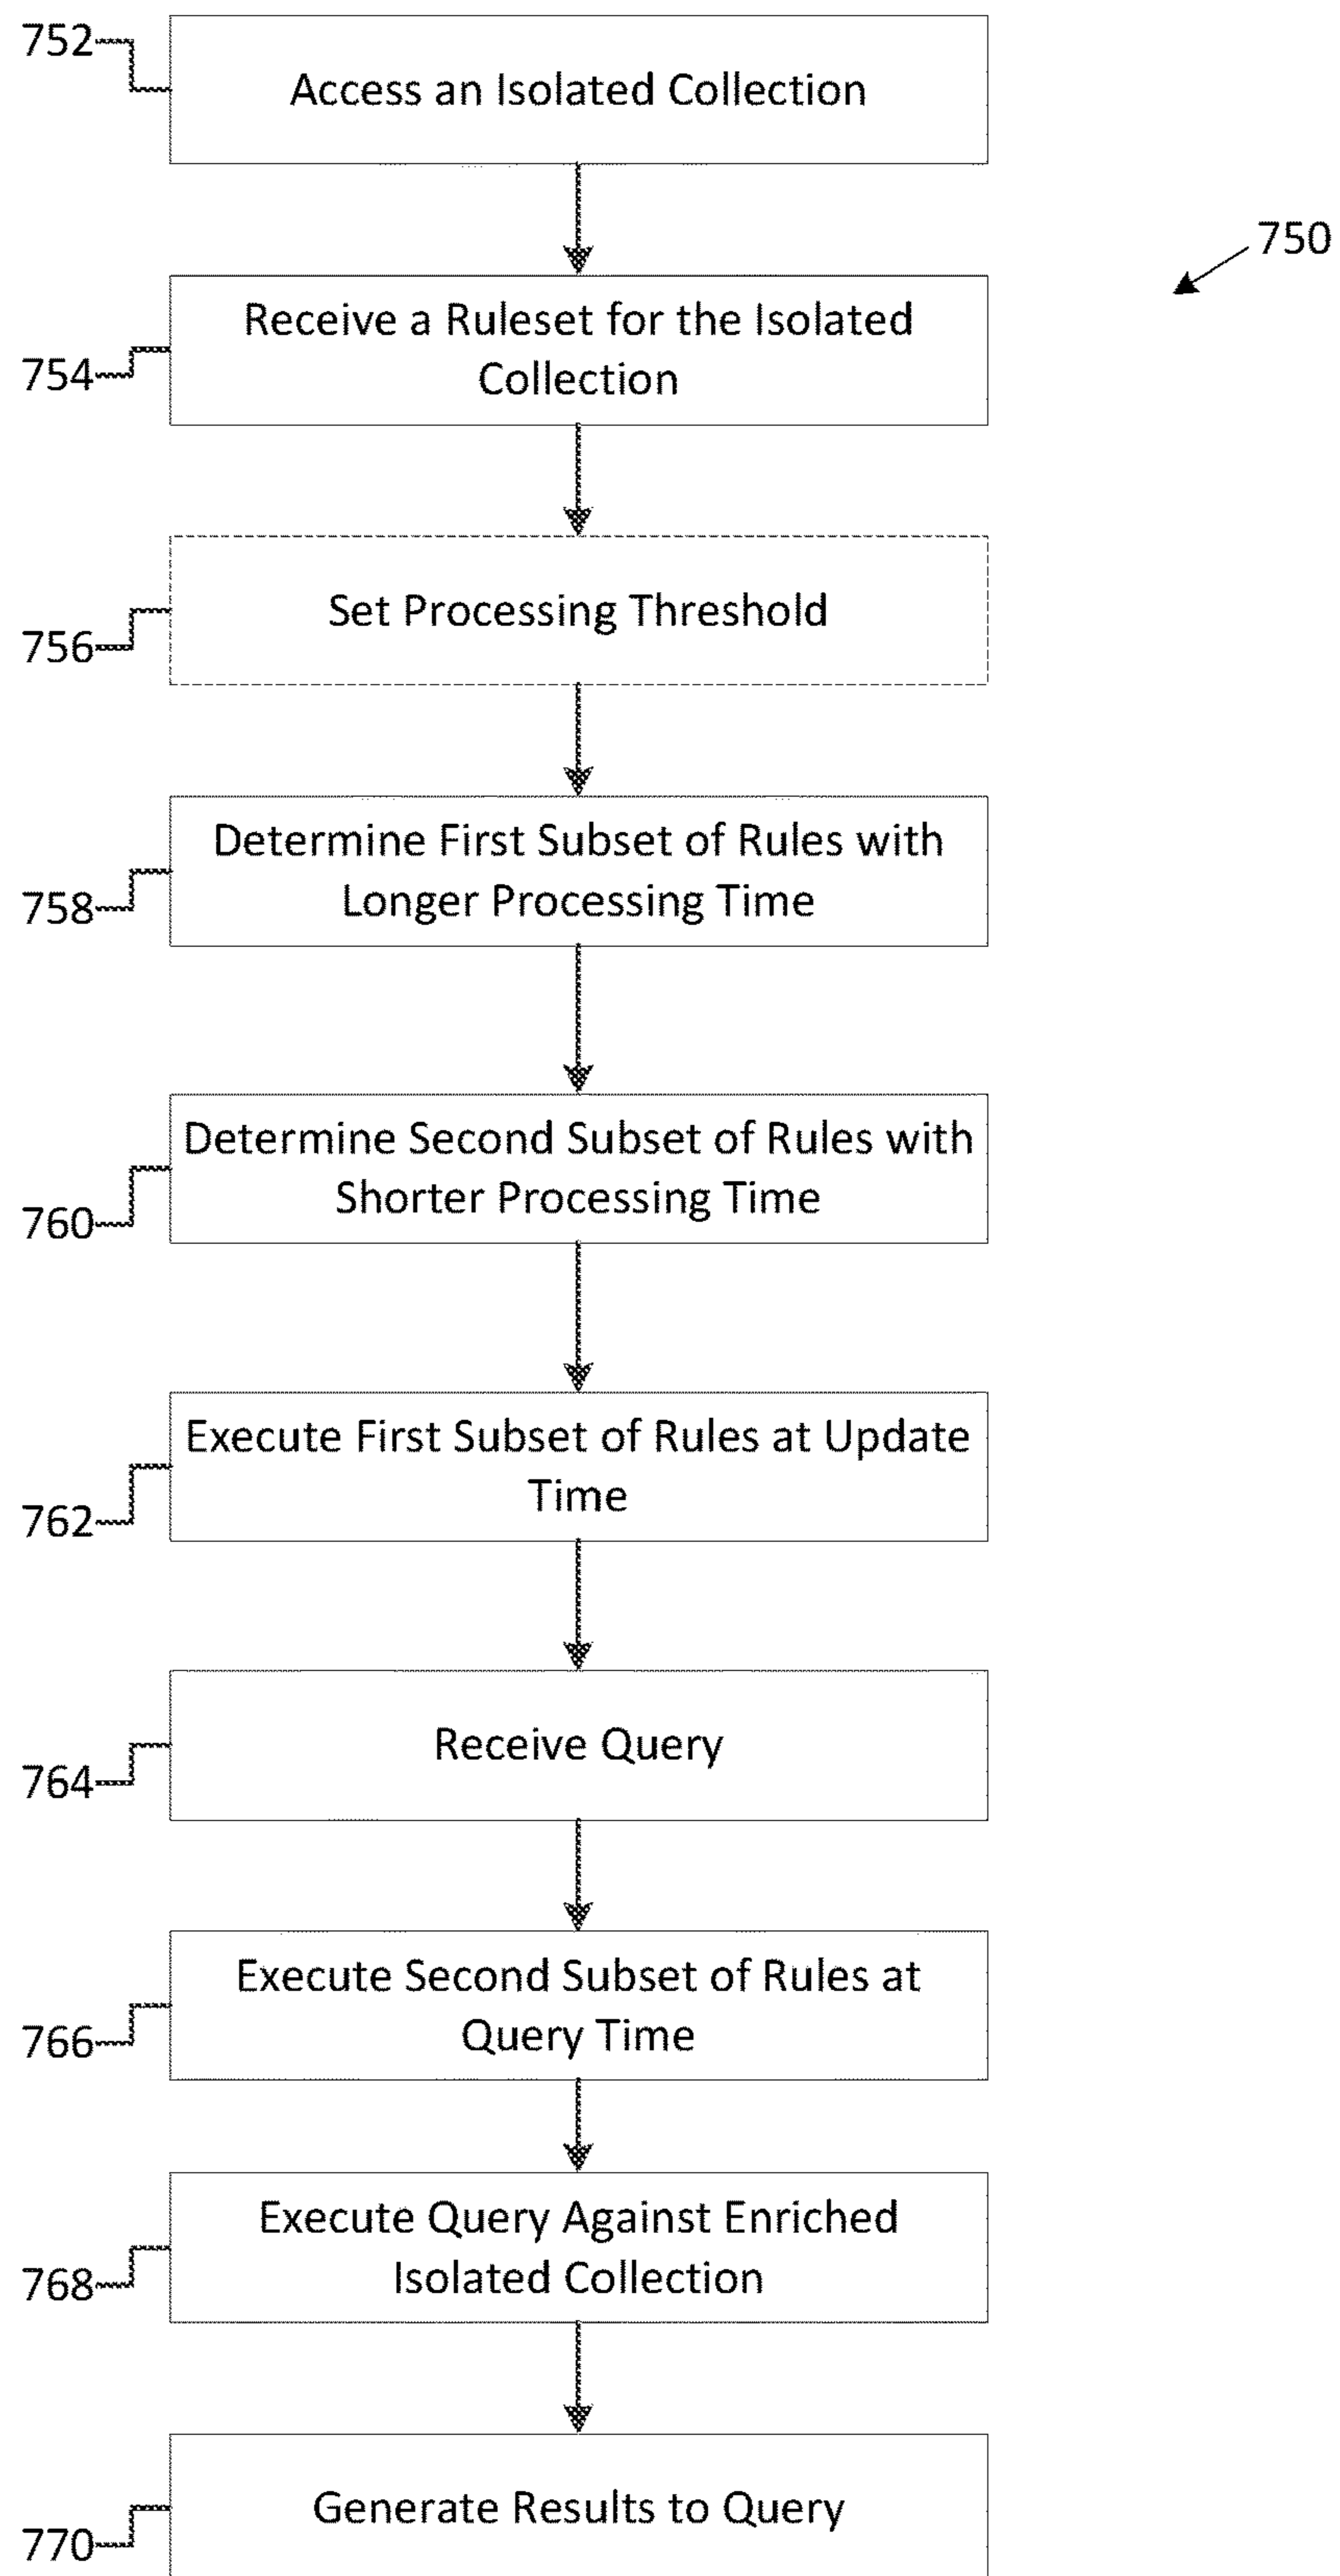 752
Access an Isolated Collection
750
Receive a Ruleset for the Isolated
Collection
754
Set Processing Threshold
756
Determine First Subset of Rules with
Longer Processing Time
758
Determine Second Subset of Rules with
Shorter Processing Time
760
Execute First Subset of Rules at Update
Time
762
Receive Query
764
Execute Second Subset of Rules at
Query Time
766
Execute Query Against Enriched
Isolated Collection
768
Generate Results to Query
770